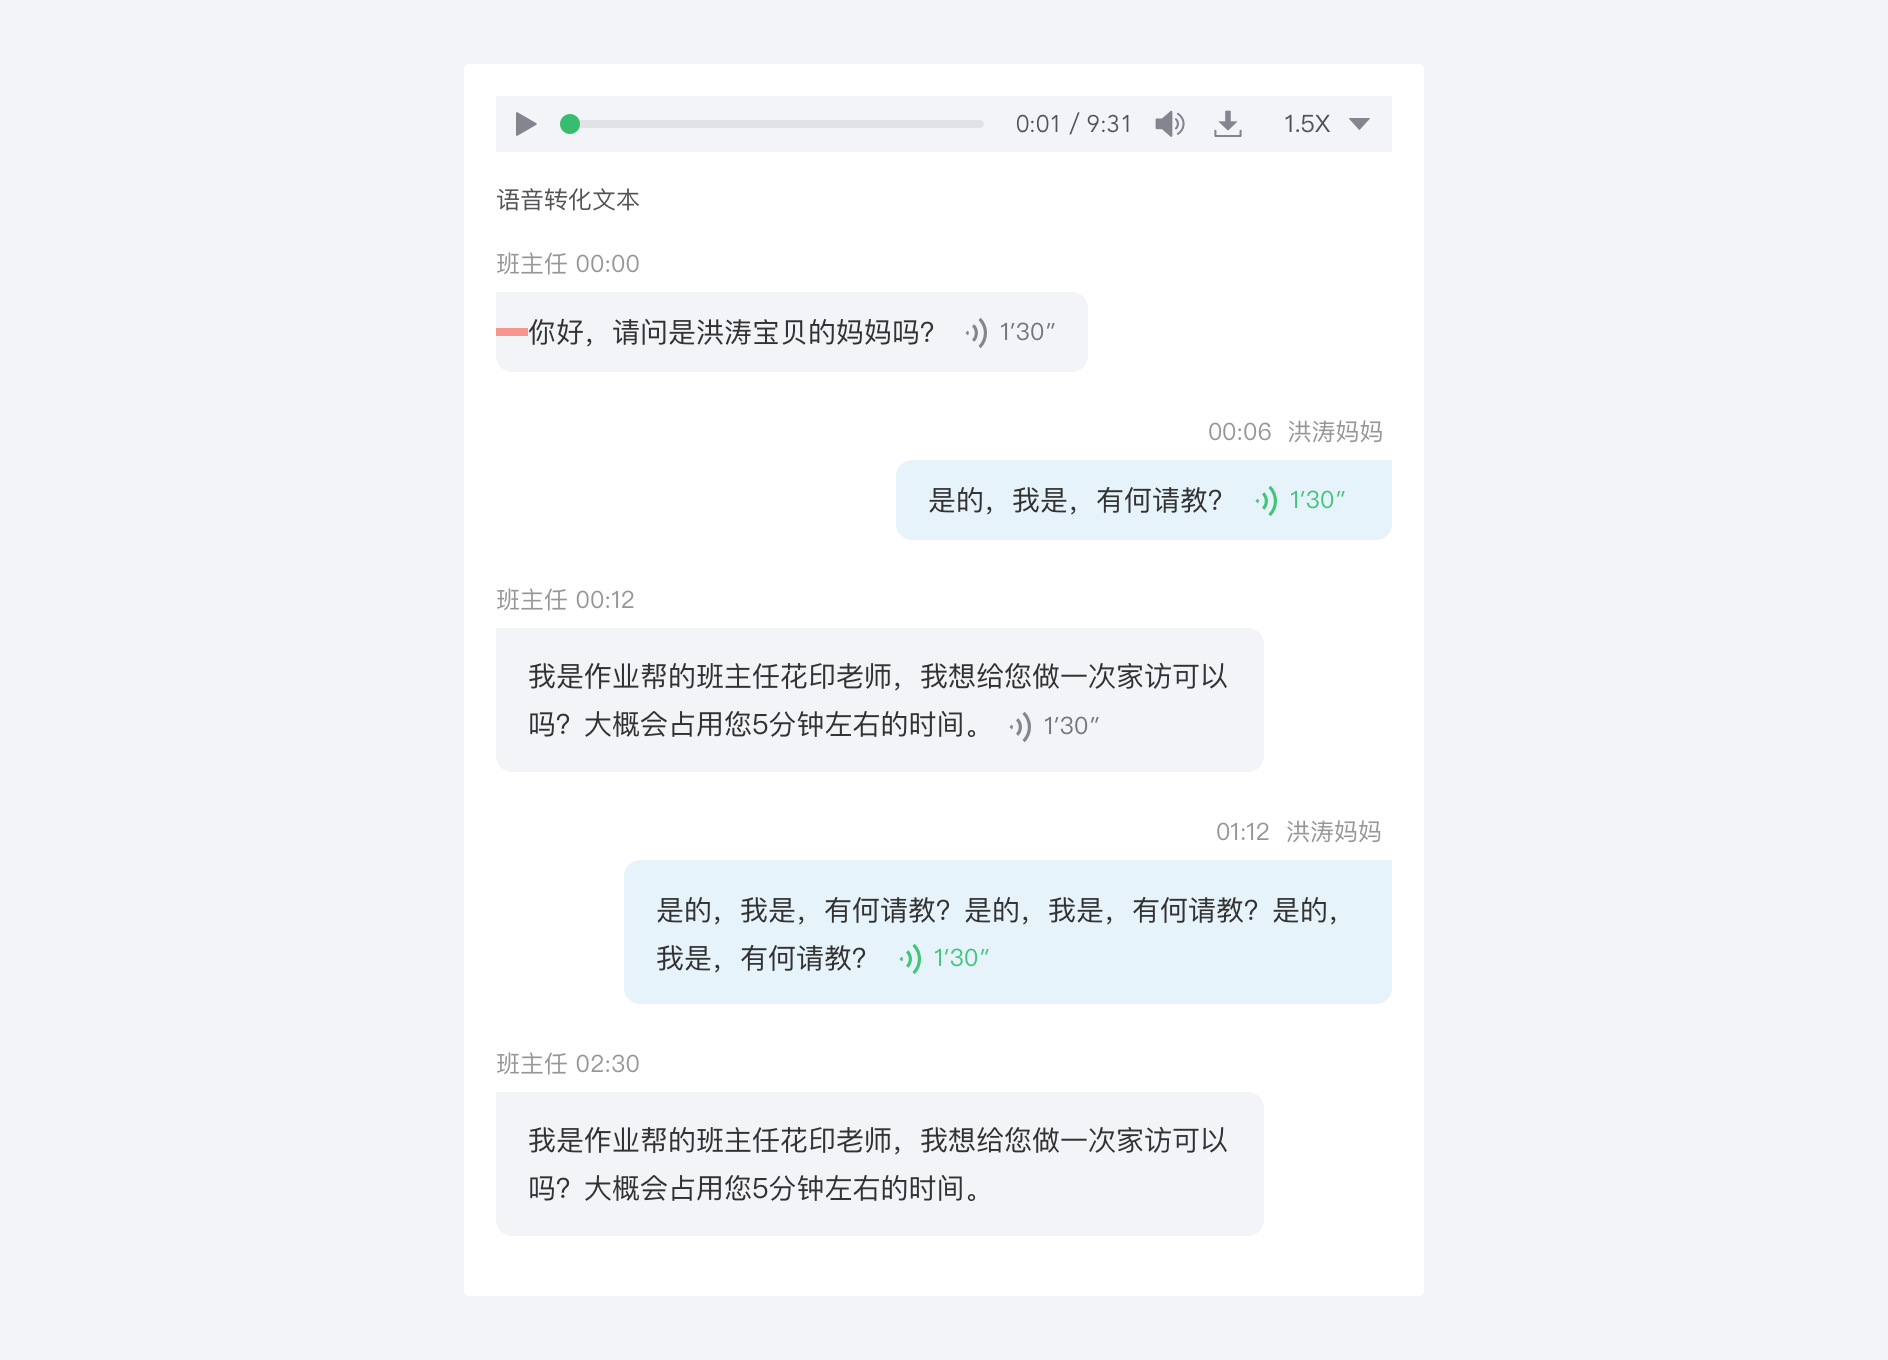 0:01 / 9:31 1.5X
语音转化文本
班主任 00:00
你好，请问是洪涛宝贝的妈妈吗？ 1’30”
00:06 洪涛妈妈
是的，我是，有何请教？ 1’30”
班主任 00:12
我是作业帮的班主任花印老师，我想给您做一次家访可以
吗？大概会占用您5分钟左右的时间。 1’30”
01:12 洪涛妈妈
是的，我是，有何请教？是的，我是，有何请教？是的，
我是，有何请教？ 1’30”
班主任 02:30
我是作业帮的班主任花印老师，我想给您做一次家访可以
吗？大概会占用您5分钟左右的时间。